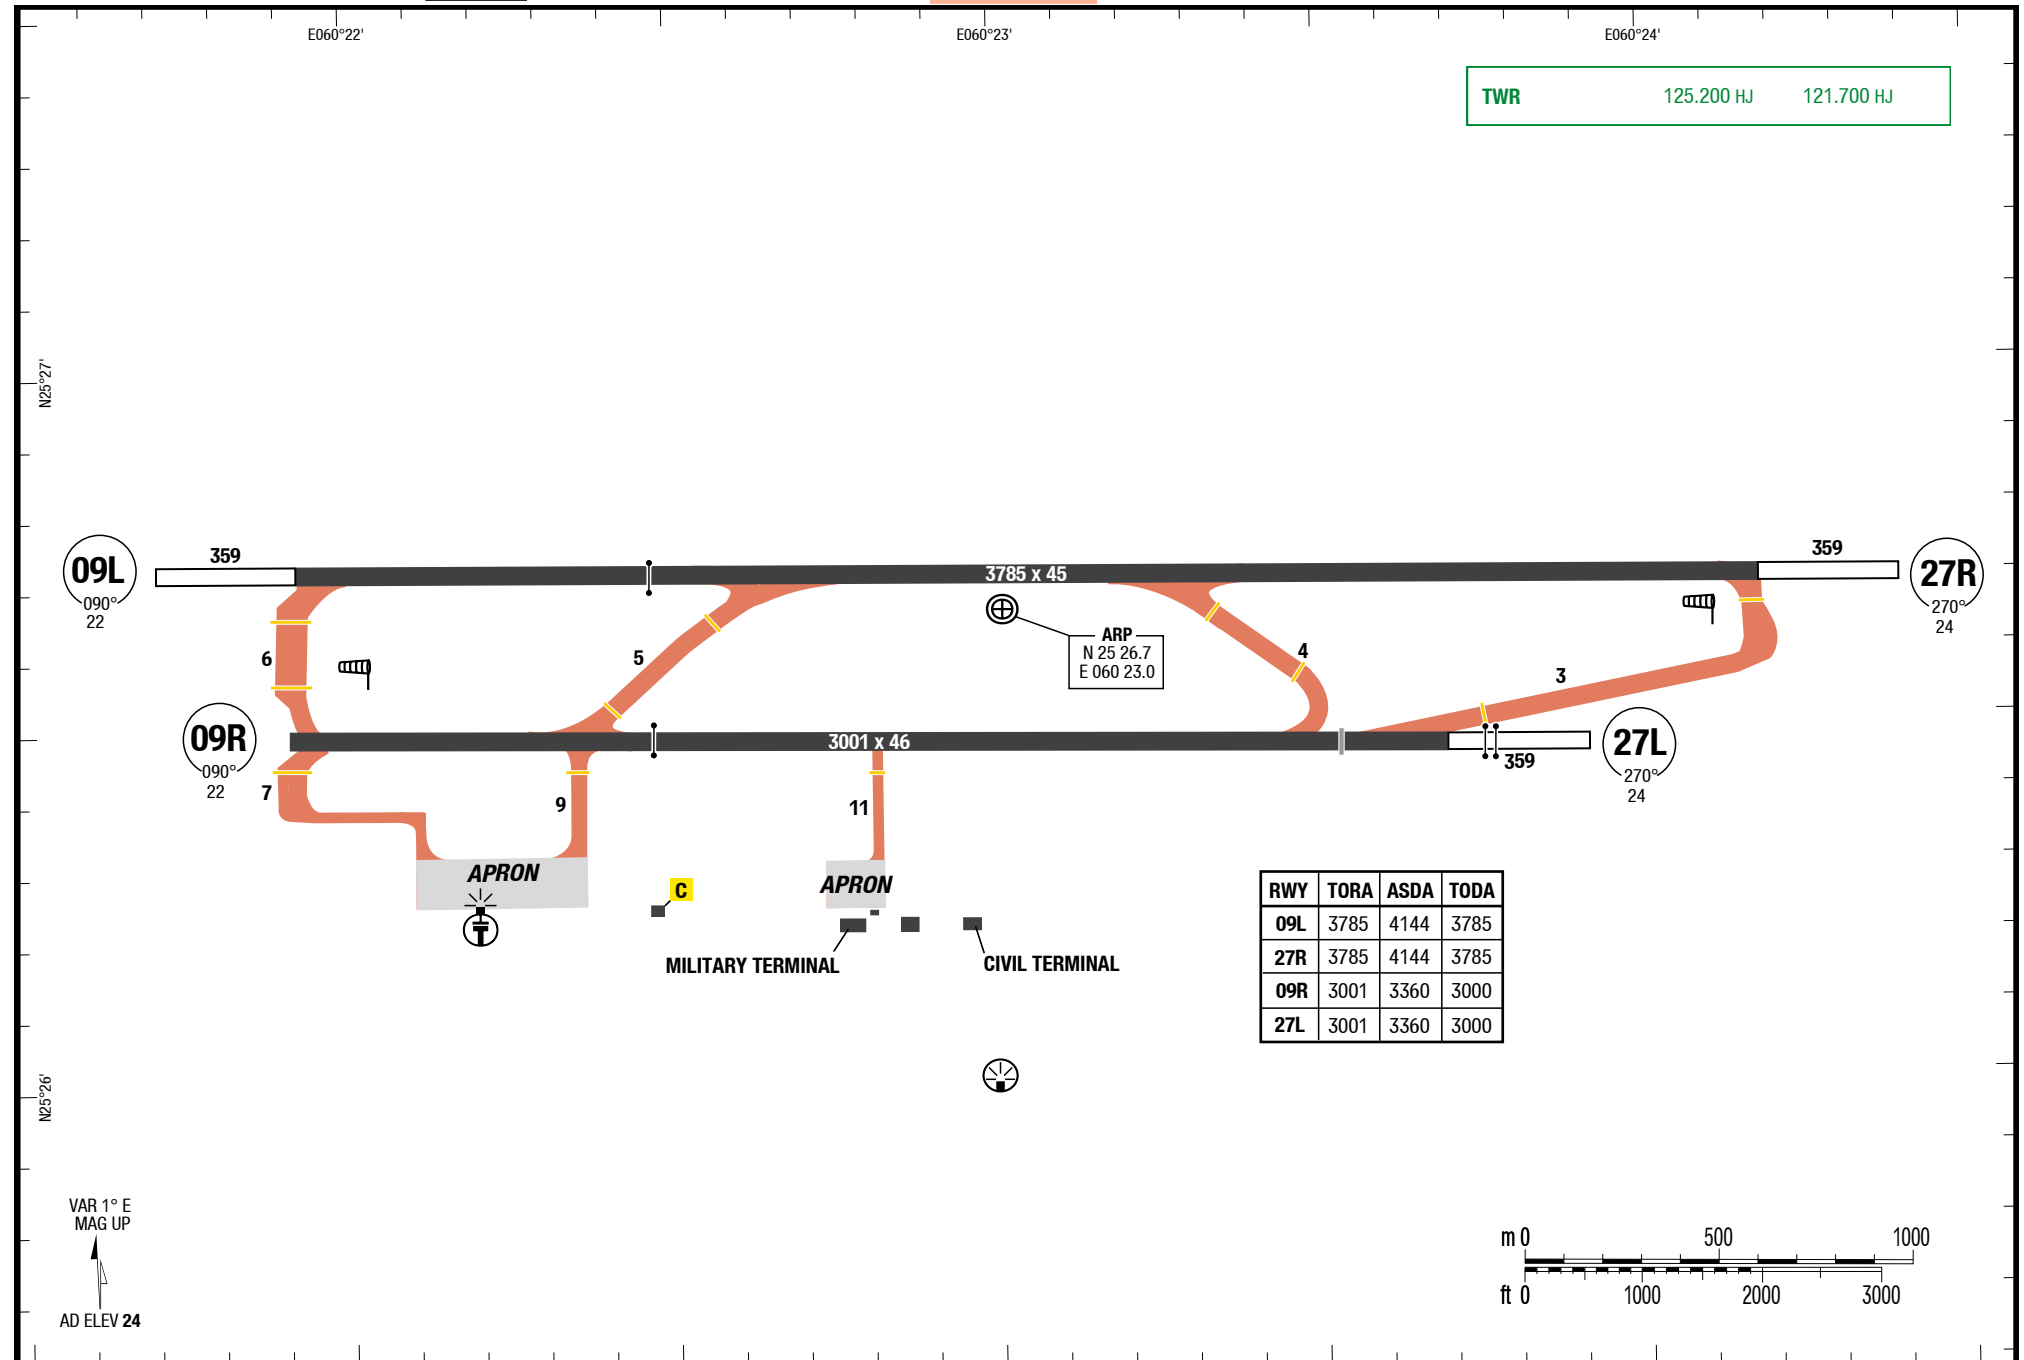 E060°22'
E060°23'
E060°24'
TWR 125.200 HJ 121.700 HJ
N25°27'
359
359
09L
090°
22
3785 x 45
27R
270°
24
ARP
N 25 26.7
E 060 23.0
6
5
4
3
09R
090°
22
3001 x 46
27L
270°
24
359
7
9
11
APRON
APRON
C
MILITARY TERMINAL
CIVIL TERMINAL
RWY TORA ASDA TODA
09L 3785 4144 3785
27R 3785 4144 3785
09R 3001 3360 3000
27L 3001 3360 3000
N25°26'
VAR 1° E
MAG UP
AD ELEV 24
m 0 500 1000
ft 0 1000 2000 3000